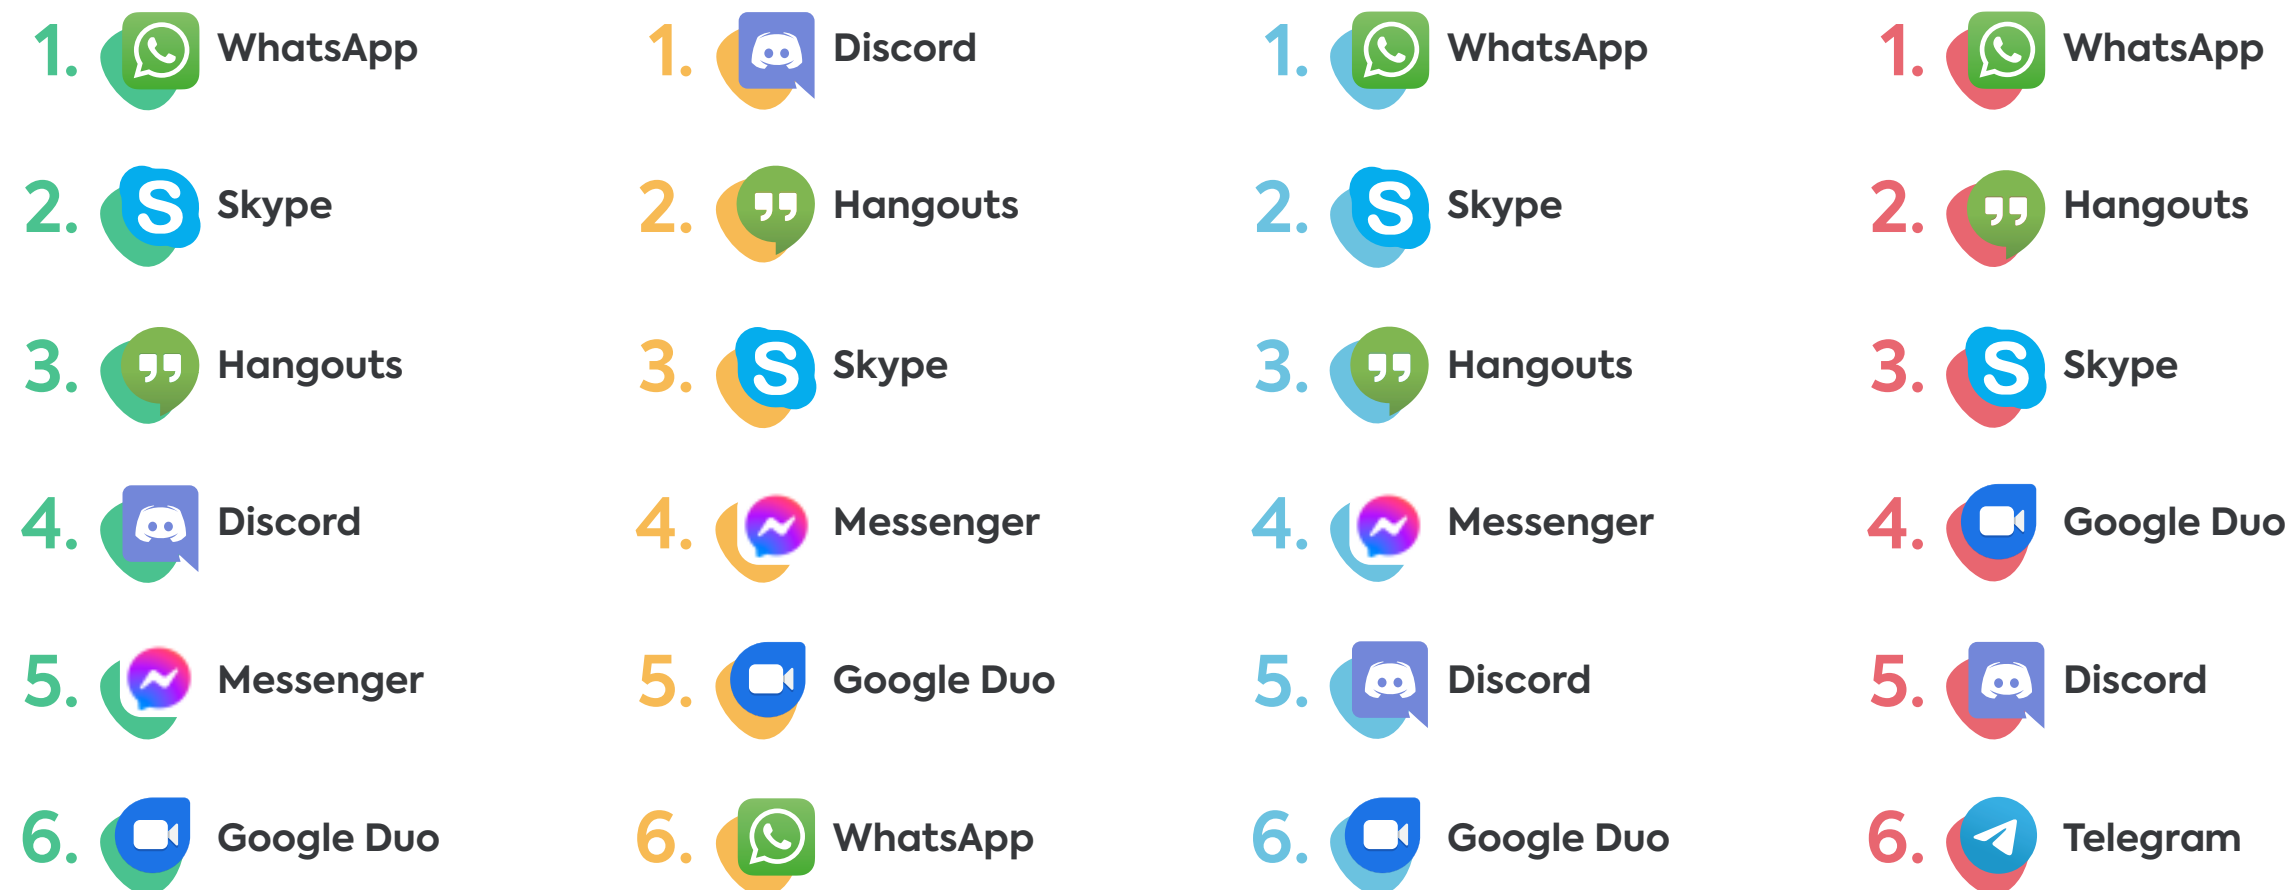 1. WhatsApp
2. Skype
3. Hangouts
4. Discord
5. Messenger
6. Google Duo
1. Discord
2. Hangouts
3. Skype
4. Messenger
5. Google Duo
6. WhatsApp
1. WhatsApp
2. Skype
3. Hangouts
4. Messenger
5. Discord
6. Google Duo
1. WhatsApp
2. Hangouts
3. Skype
4. Google Duo
5. Discord
6. Telegram